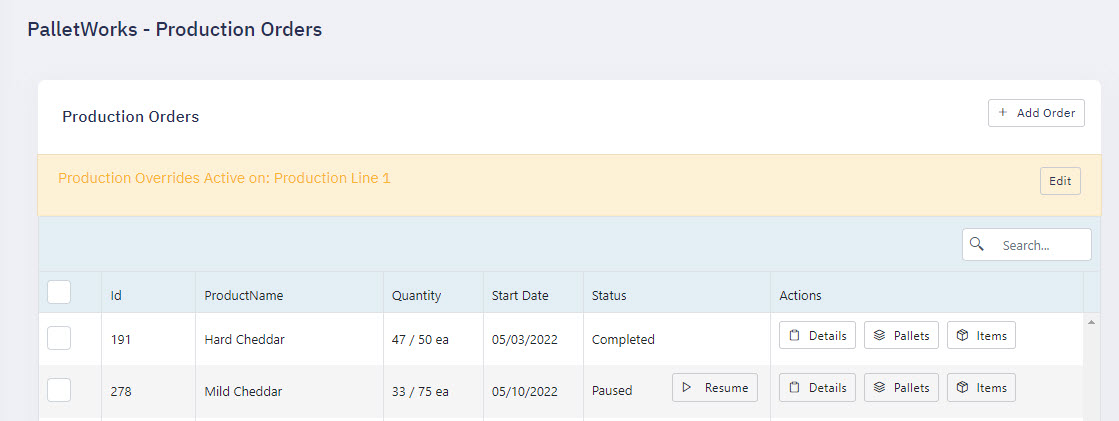 PalletWorks - Production Orders
Production Orders
+ Add Order
Production Overrides Active on: Production Line 1
Edit
Search...
Id ProductName Quantity Start Date Status Actions
191 Hard Cheddar 47 / 50 ea 05/03/2022 Completed Details Pallets Items
278 Mild Cheddar 33 / 75 ea 05/10/2022 Paused Resume Details Pallets Items